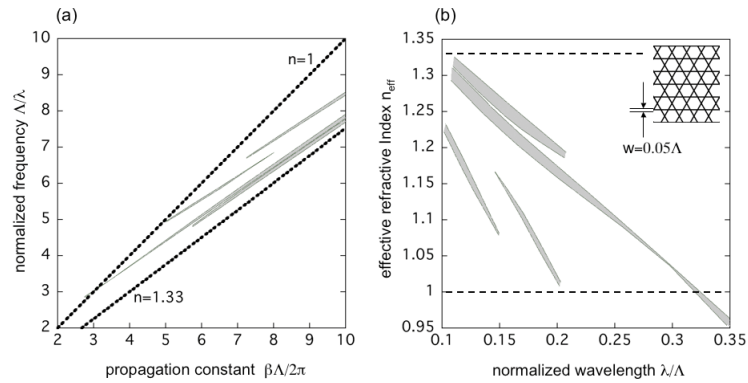 (a)
10
9
8
7
6
5
4
3
2
normalized frequency Λ/λ
n=1
n=1.33
2 3 4 5 6 7 8 9 10
propagation constant βΛ/2π
(b)
1.35
1.3
1.25
1.2
1.15
1.1
1.05
1
0.95
effective refractive Index neff
w=0.05Λ
0.1 0.15 0.2 0.25 0.3 0.35
normalized wavelength λ/Λ